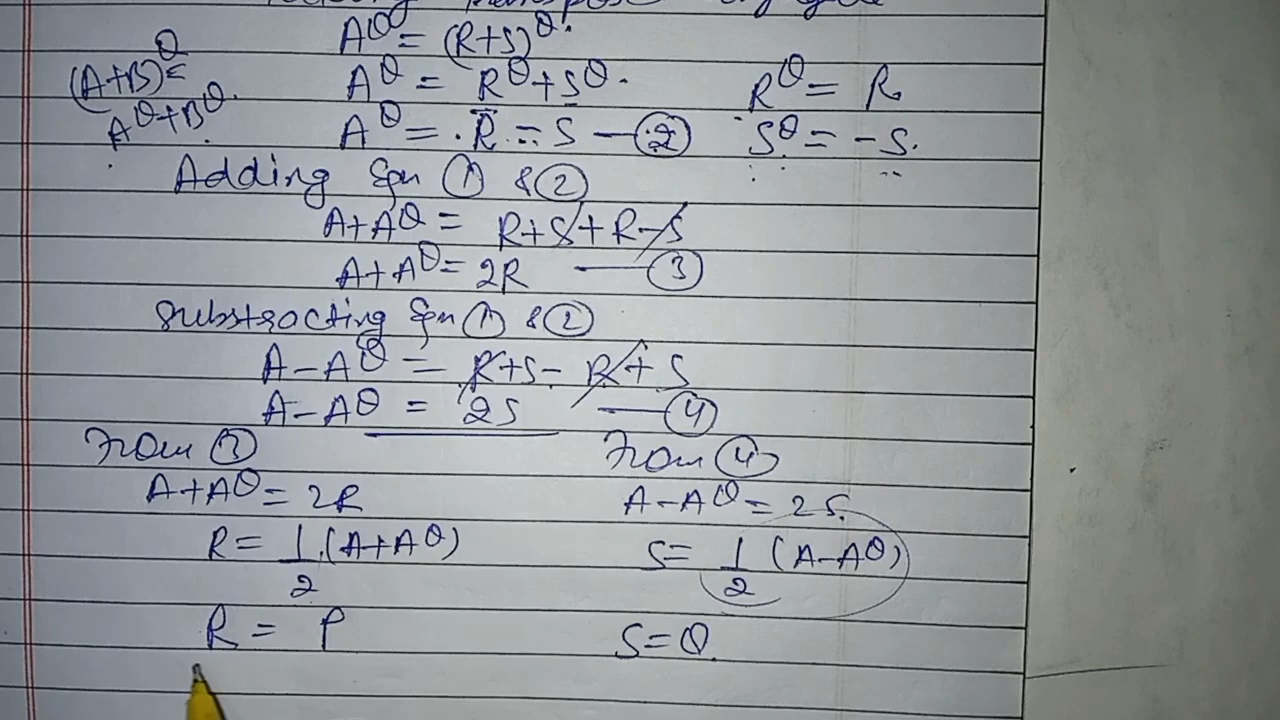 A^θ = (R+S)^θ.
(A+B)^θ = A^θ = R^θ+S^θ. R^θ = R
A^θ+B^θ. A^θ = .R - S — ② S^θ = -S.
Adding Eqn ① & ②
A+A^θ = R+S+R-S
A+A^θ = 2R — ③
Substracting Eqn ① & ②
A-A^θ = R+S-R+S
A-A^θ = 2S — ④
From ③ From ④
A+A^θ = 2R A-A^θ = 2S.
R = 1/2 (A+A^θ) S = 1/2 (A-A^θ)
R = P S = Q.